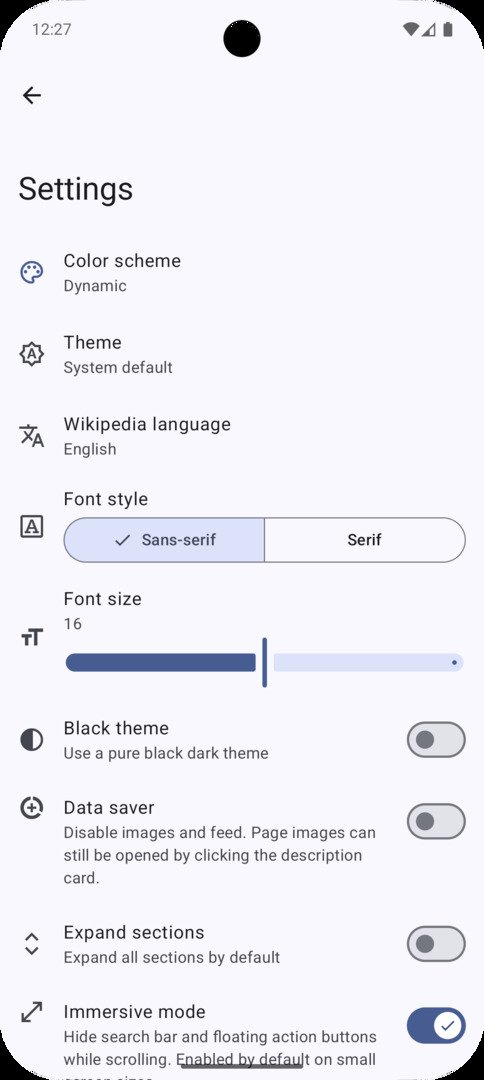 12:27
Settings
Color scheme
Dynamic
Theme
System default
Wikipedia language
English
Font style
Sans-serif
Serif
Font size
16
Black theme
Use a pure black dark theme
Data saver
Disable images and feed. Page images can
still be opened by clicking the description
card.
Expand sections
Expand all sections by default
Immersive mode
Hide search bar and floating action buttons
while scrolling. Enabled by default on small